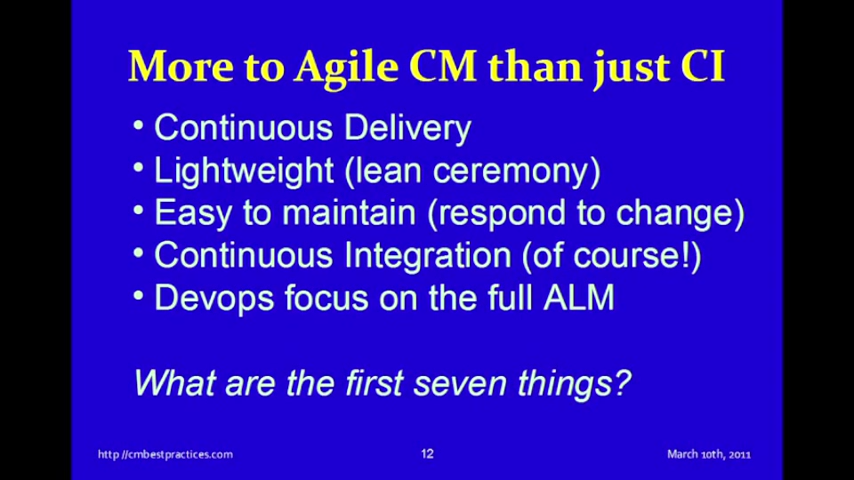 More to Agile CM than just CI
• Continuous Delivery
• Lightweight (lean ceremony)
• Easy to maintain (respond to change)
• Continuous Integration (of course!)
• Devops focus on the full ALM
What are the first seven things?
http://cmbestpractices.com 12 March 10th, 2011